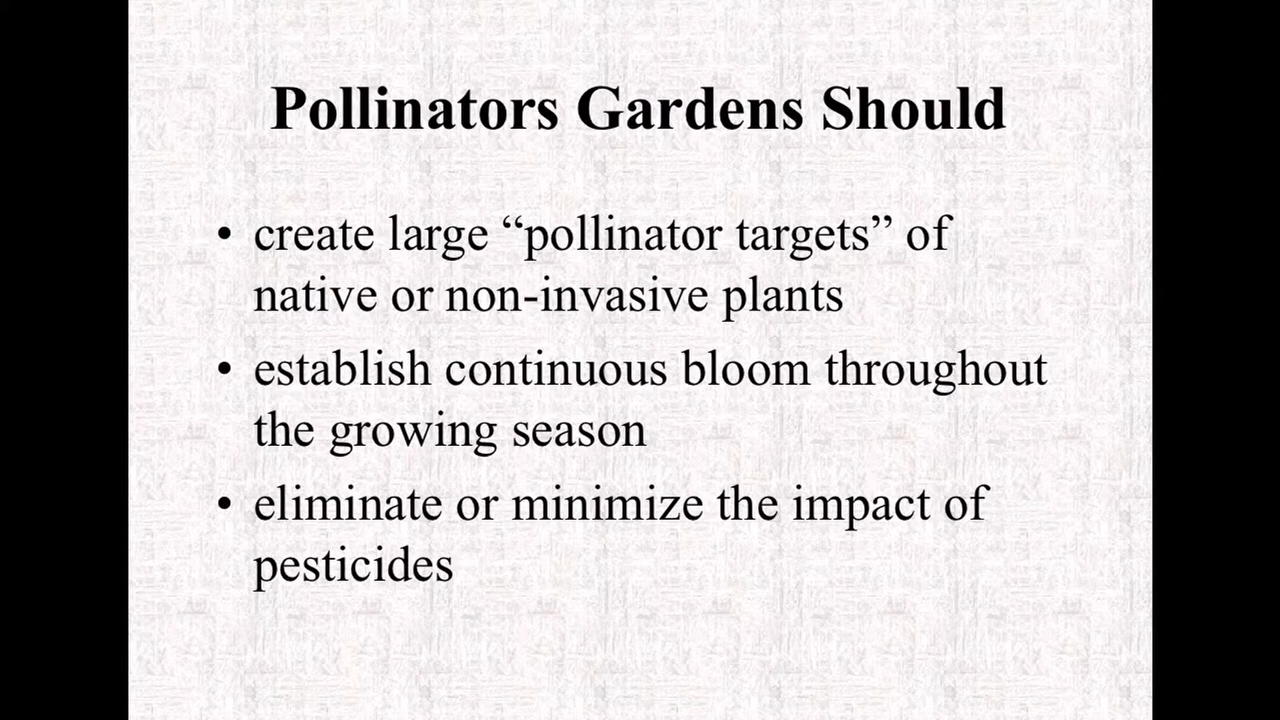 Pollinators Gardens Should
• create large “pollinator targets” of
native or non-invasive plants
• establish continuous bloom throughout
the growing season
• eliminate or minimize the impact of
pesticides